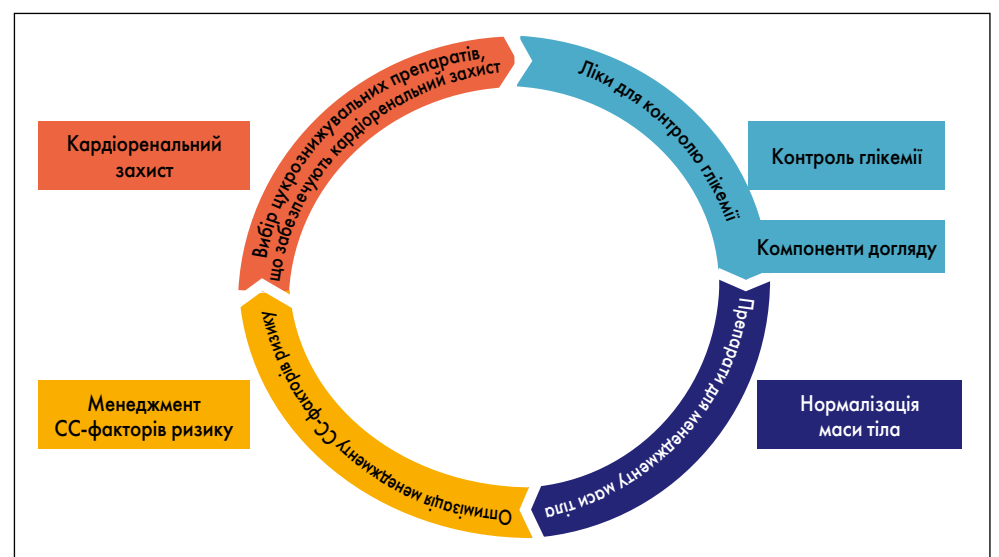 Вибір цукрознижувальних препаратів,
що забезпечують кардіоренальний захист
Ліки для контролю глікемії
Кардіоренальний
захист
Контроль глікемії
Компоненти догляду
Препарати для менеджменту маси тіла
Оптимізація менеджменту СС-факторів ризику
Менеджмент
СС-факторів ризику
Нормалізація
маси тіла